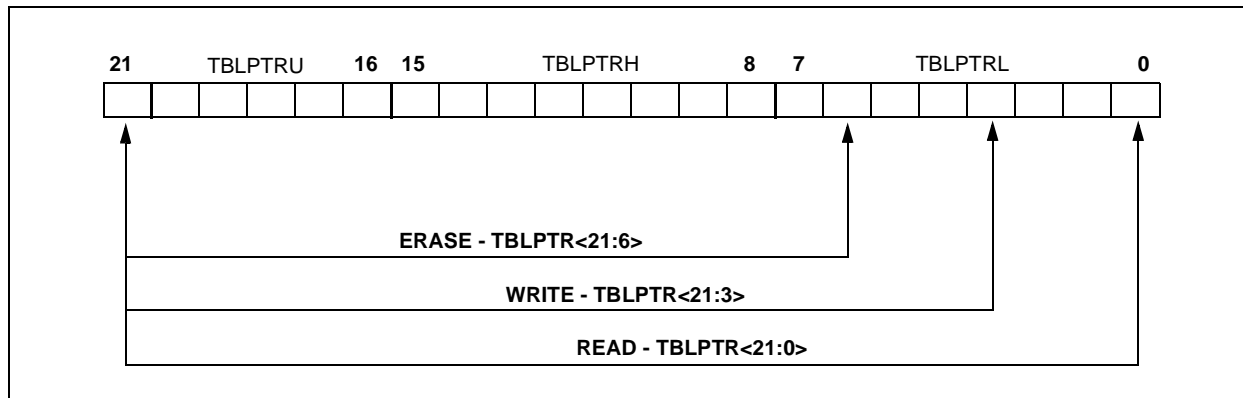 21 TBLPTRU 16 15 TBLPTRH 8 7 TBLPTRL 0
ERASE - TBLPTR<21:6>
WRITE - TBLPTR<21:3>
READ - TBLPTR<21:0>